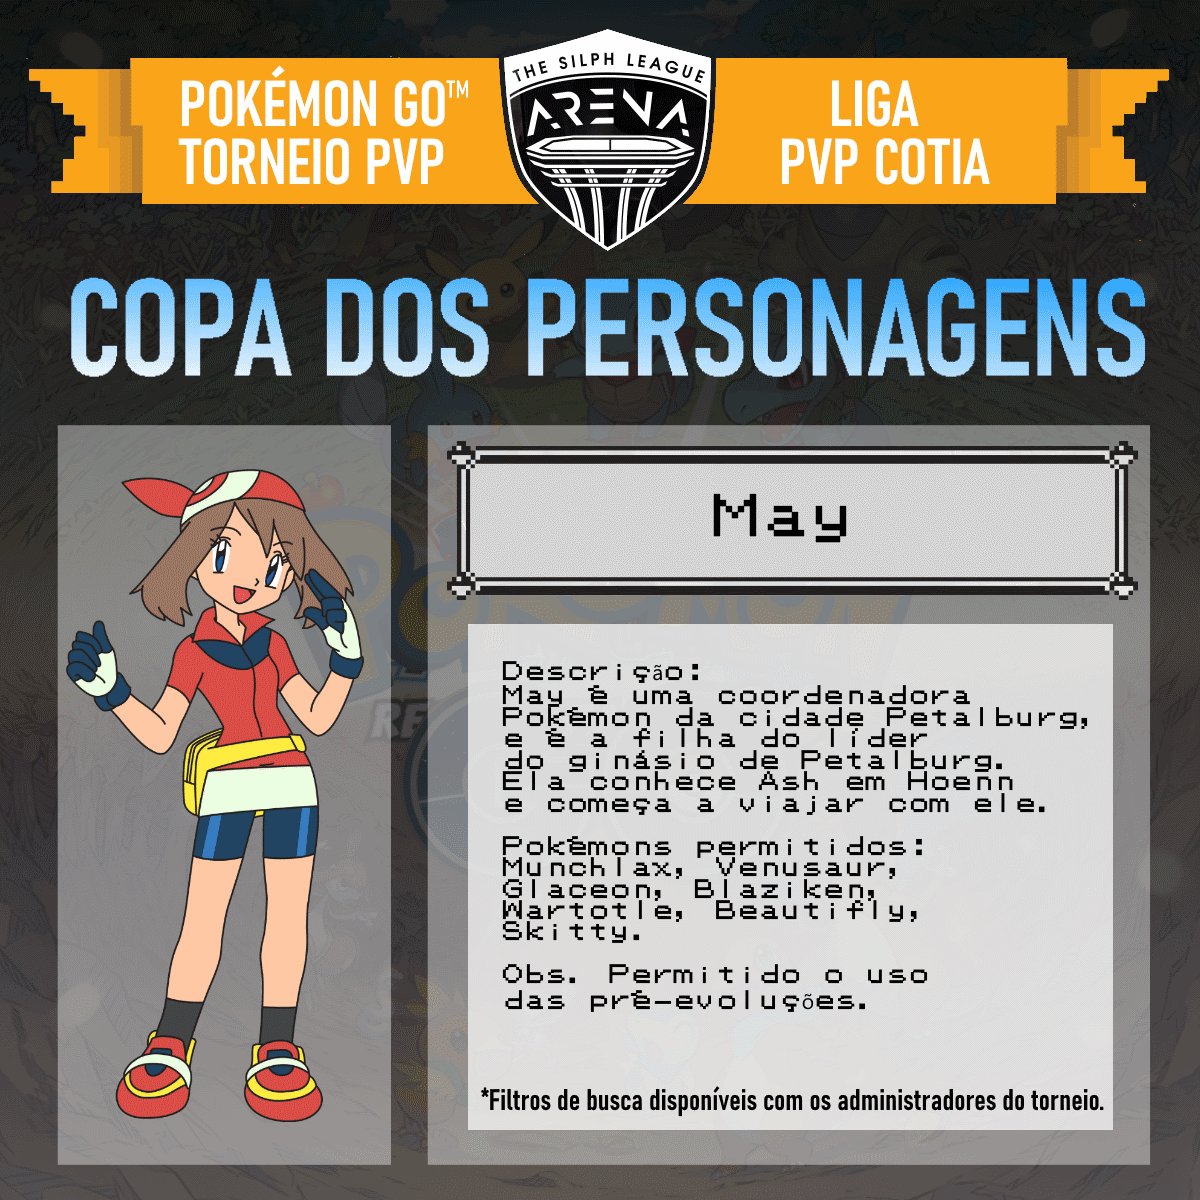 POKÉMON GO™
TORNEIO PVP
THE SILPH LEAGUE
ARENA
LIGA
PVP COTIA
COPA DOS PERSONAGENS
May
Descrição:
May é uma coordenadora
Pokémon da cidade Petalburg,
e é a filha do líder
do ginásio de Petalburg.
Ela conhece Ash em Hoenn
e começa a viajar com ele.
Pokémons permitidos:
Munchlax, Venusaur,
Glaceon, Blaziken,
Wartotle, Beautifly,
Skitty.
Obs. Permitido o uso
das pré-evoluções.
*Filtros de busca disponíveis com os administradores do torneio.